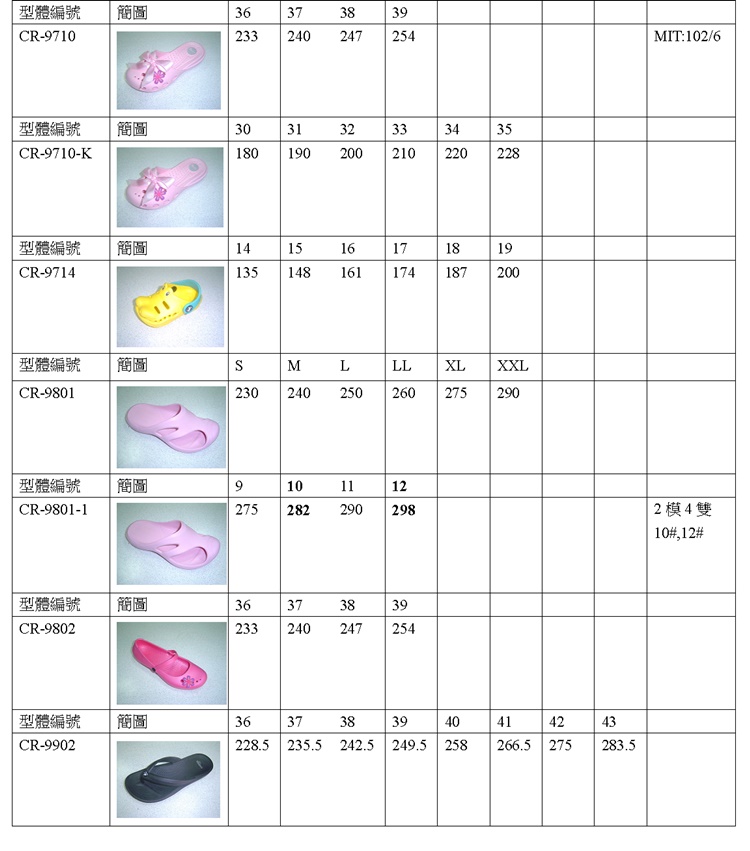 型體編號 簡圖 36 37 38 39
CR-9710 233 240 247 254 MIT:102/6
型體編號 簡圖 30 31 32 33 34 35
CR-9710-K 180 190 200 210 220 228
型體編號 簡圖 14 15 16 17 18 19
CR-9714 135 148 161 174 187 200
型體編號 簡圖 S M L LL XL XXL
CR-9801 230 240 250 260 275 290
型體編號 簡圖 9 10 11 12
CR-9801-1 275 282 290 298 2 模 4 雙
10#,12#
型體編號 簡圖 36 37 38 39
CR-9802 233 240 247 254
型體編號 簡圖 36 37 38 39 40 41 42 43
CR-9902 228.5 235.5 242.5 249.5 258 266.5 275 283.5